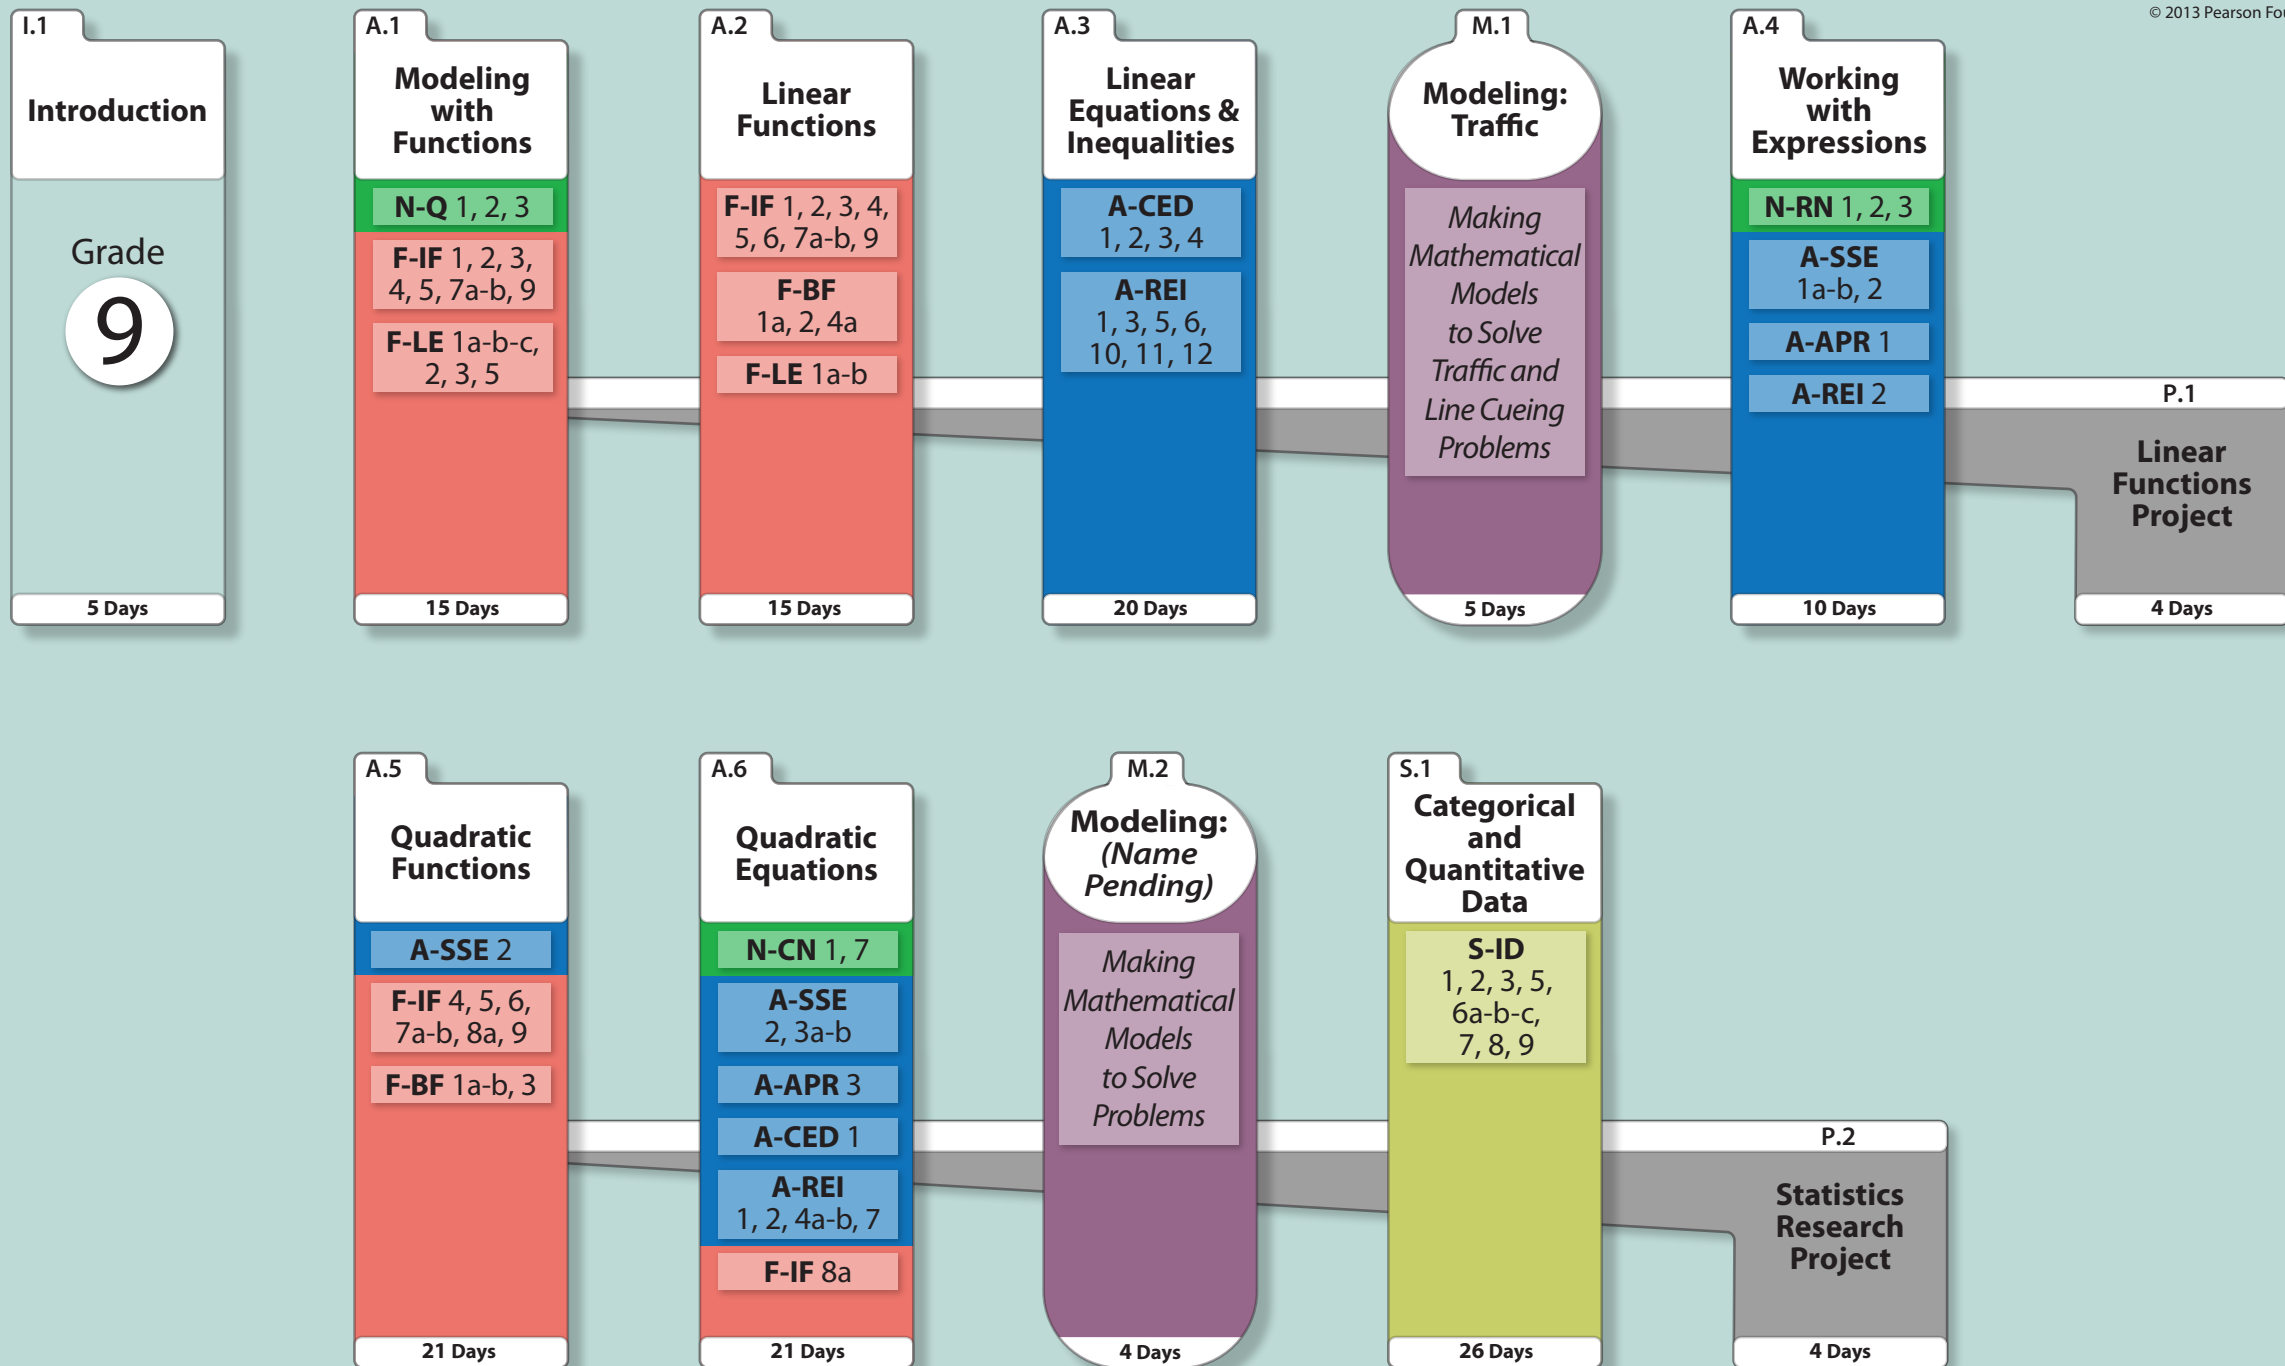 © 2013 Pearson Fou
I.1
Introduction
Grade
9
5 Days
A.1
Modeling
with
Functions
N-Q 1, 2, 3
F-IF 1, 2, 3,
4, 5, 7a-b, 9
F-LE 1a-b-c,
2, 3, 5
15 Days
A.2
Linear
Functions
F-IF 1, 2, 3, 4,
5, 6, 7a-b, 9
F-BF
1a, 2, 4a
F-LE 1a-b
15 Days
A.3
Linear
Equations &
Inequalities
A-CED
1, 2, 3, 4
A-REI
1, 3, 5, 6,
10, 11, 12
20 Days
M.1
Modeling:
Traffic
Making
Mathematical
Models
to Solve
Traffic and
Line Cueing
Problems
5 Days
A.4
Working
with
Expressions
N-RN 1, 2, 3
A-SSE
1a-b, 2
A-APR 1
A-REI 2
10 Days
P.1
Linear
Functions
Project
4 Days
A.5
Quadratic
Functions
A-SSE 2
F-IF 4, 5, 6,
7a-b, 8a, 9
F-BF 1a-b, 3
21 Days
A.6
Quadratic
Equations
N-CN 1, 7
A-SSE
2, 3a-b
A-APR 3
A-CED 1
A-REI
1, 2, 4a-b, 7
F-IF 8a
21 Days
M.2
Modeling:
(Name
Pending)
Making
Mathematical
Models
to Solve
Problems
4 Days
S.1
Categorical
and
Quantitative
Data
S-ID
1, 2, 3, 5,
6a-b-c,
7, 8, 9
26 Days
P.2
Statistics
Research
Project
4 Days